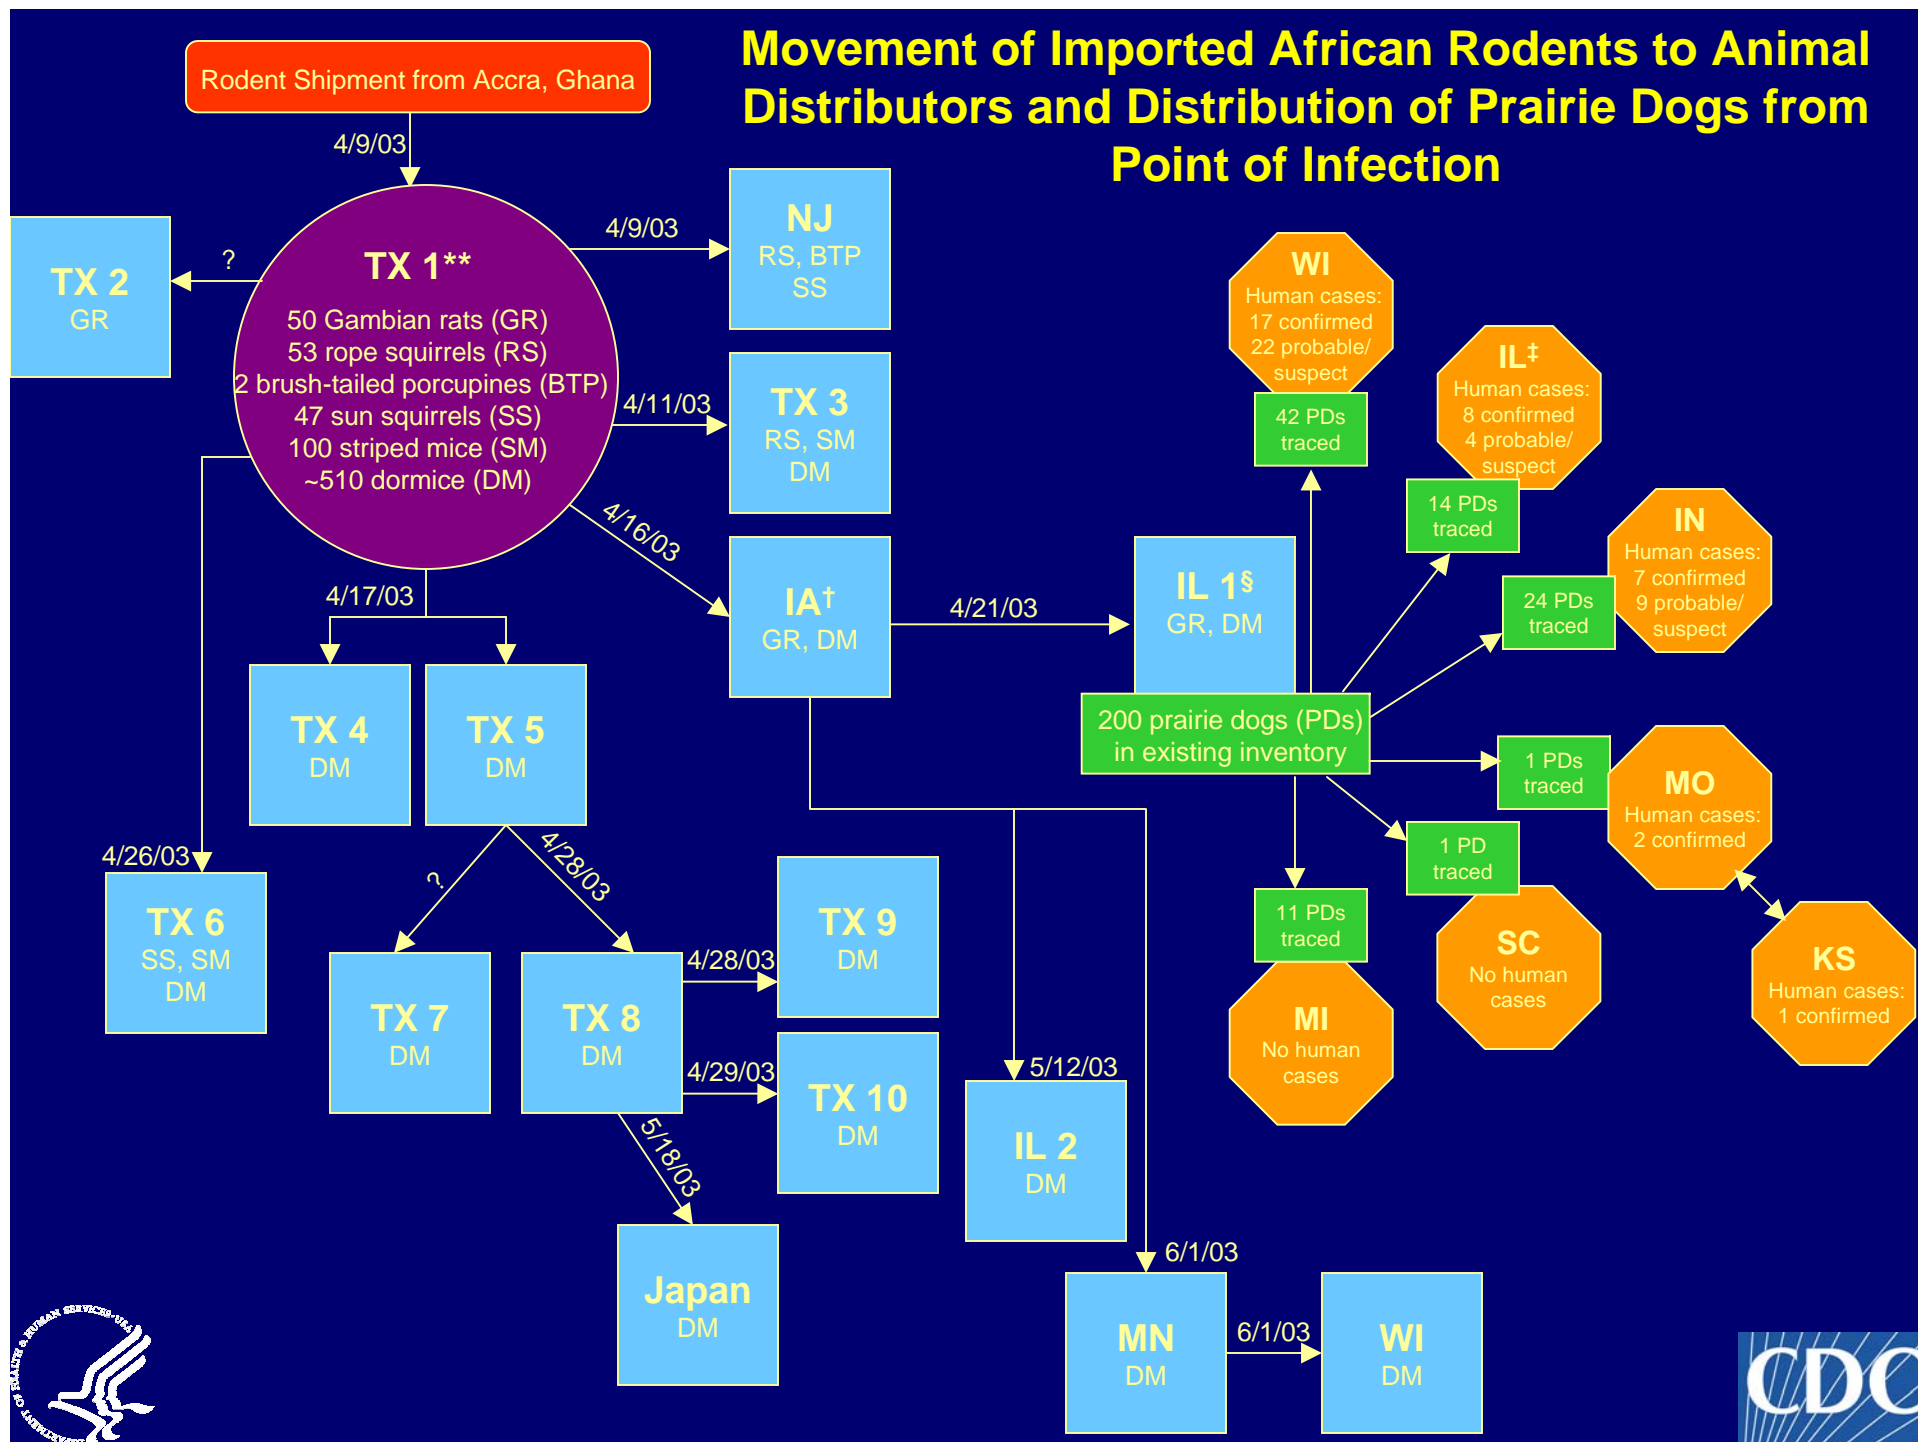 Movement of Imported African Rodents to Animal
Distributors and Distribution of Prairie Dogs from
Point of Infection
Rodent Shipment from Accra, Ghana
4/9/03
TX 1**
50 Gambian rats (GR)
53 rope squirrels (RS)
2 brush-tailed porcupines (BTP)
47 sun squirrels (SS)
100 striped mice (SM)
~510 dormice (DM)
?
TX 2
GR
4/9/03
NJ
RS, BTP
SS
4/11/03
TX 3
RS, SM
DM
4/16/03
IA†
GR, DM
4/21/03
IL 1§
GR, DM
200 prairie dogs (PDs)
in existing inventory
WI
Human cases:
17 confirmed
22 probable/
suspect
42 PDs
traced
IL‡
Human cases:
8 confirmed
4 probable/
suspect
14 PDs
traced
IN
Human cases:
7 confirmed
9 probable/
suspect
24 PDs
traced
1 PDs
traced
MO
Human cases:
2 confirmed
KS
Human cases:
1 confirmed
1 PD
traced
SC
No human
cases
11 PDs
traced
MI
No human
cases
4/17/03
TX 4
DM
TX 5
DM
4/26/03
TX 6
SS, SM
DM
?
TX 7
DM
4/28/03
TX 8
DM
4/28/03
TX 9
DM
4/29/03
TX 10
DM
5/18/03
Japan
DM
5/12/03
IL 2
DM
6/1/03
MN
DM
6/1/03
WI
DM
DEPARTMENT OF HEALTH & HUMAN SERVICES·USA
CDC